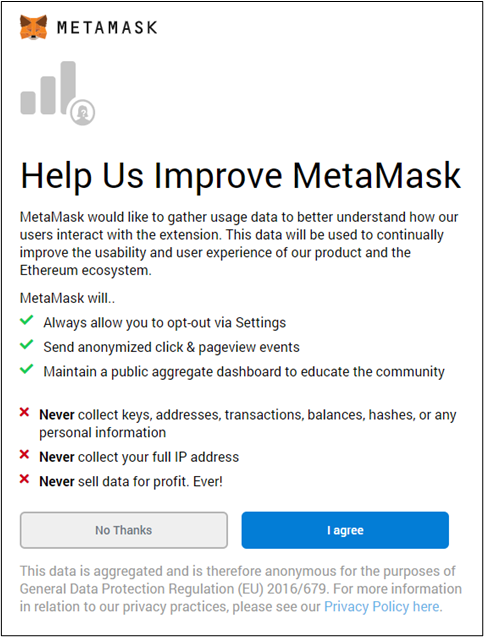 METAMASK
Help Us Improve MetaMask
MetaMask would like to gather usage data to better understand how our
users interact with the extension. This data will be used to continually
improve the usability and user experience of our product and the
Ethereum ecosystem.
MetaMask will..
Always allow you to opt-out via Settings
Send anonymized click & pageview events
Maintain a public aggregate dashboard to educate the community
Never collect keys, addresses, transactions, balances, hashes, or any
personal information
Never collect your full IP address
Never sell data for profit. Ever!
No Thanks
I agree
This data is aggregated and is therefore anonymous for the purposes of
General Data Protection Regulation (EU) 2016/679. For more information
in relation to our privacy practices, please see our Privacy Policy here.